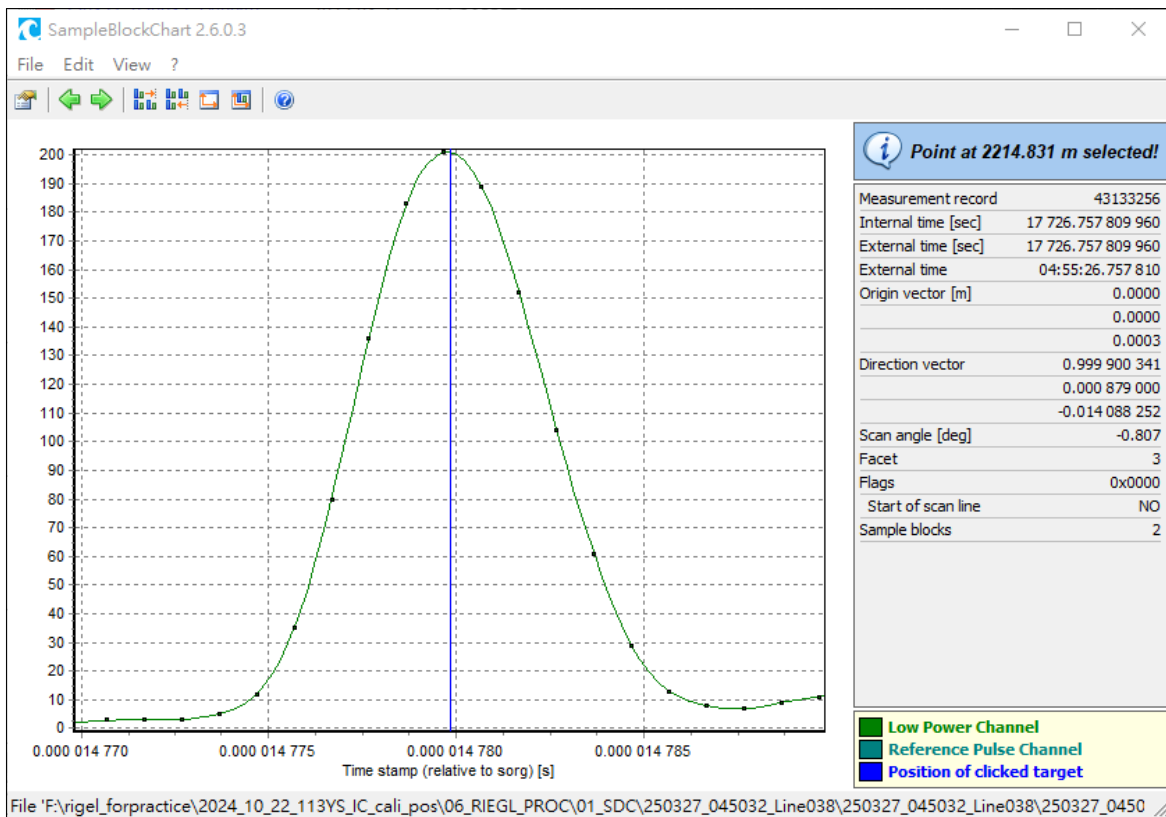 SampleBlockChart 2.6.0.3
File Edit View ?
Point at 2214.831 m selected!
200
190
180
170
160
150
140
130
120
110
100
90
80
70
60
50
40
30
20
10
0
0.000 014 770 0.000 014 775 0.000 014 780 0.000 014 785
Time stamp (relative to sorg) [s]
Measurement record 43133256
Internal time [sec] 17 726.757 809 960
External time [sec] 17 726.757 809 960
External time 04:55:26.757 810
Origin vector [m] 0.0000
0.0000
0.0003
Direction vector 0.999 900 341
0.000 879 000
-0.014 088 252
Scan angle [deg] -0.807
Facet 3
Flags 0x0000
Start of scan line NO
Sample blocks 2
Low Power Channel
Reference Pulse Channel
Position of clicked target
File 'F:\rigel_forpractice\2024_10_22_113YS_IC_cali_pos\06_RIEGL_PROC\01_SDC\250327_045032_Line038\250327_045032_Line038\250327_0450